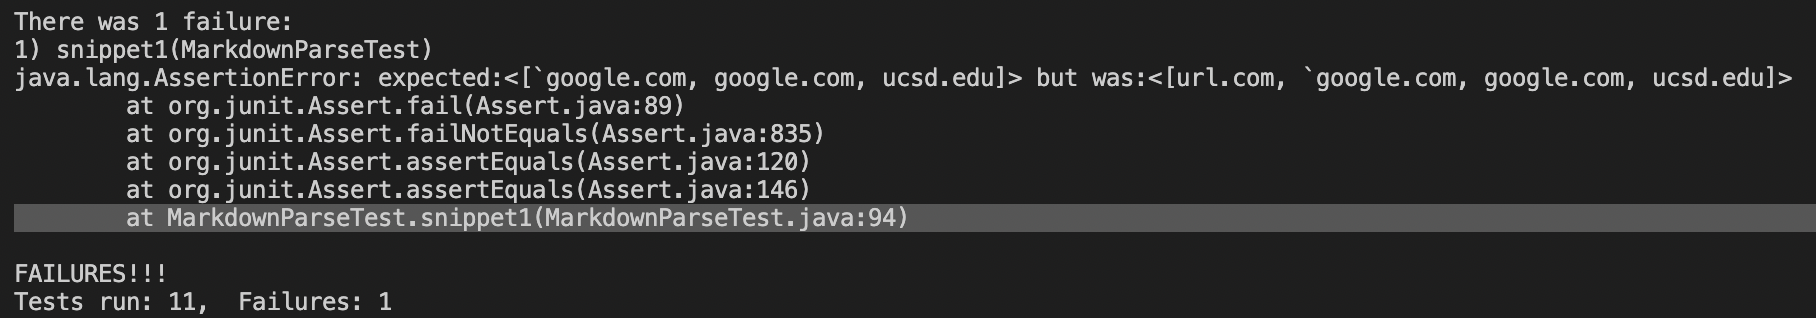 There was 1 failure:
1) snippet1(MarkdownParseTest)
java.lang.AssertionError: expected:<[`google.com, google.com, ucsd.edu]> but was:<[url.com, `google.com, google.com, ucsd.edu]>
        at org.junit.Assert.fail(Assert.java:89)
        at org.junit.Assert.failNotEquals(Assert.java:835)
        at org.junit.Assert.assertEquals(Assert.java:120)
        at org.junit.Assert.assertEquals(Assert.java:146)
        at MarkdownParseTest.snippet1(MarkdownParseTest.java:94)
FAILURES!!!
Tests run: 11,  Failures: 1